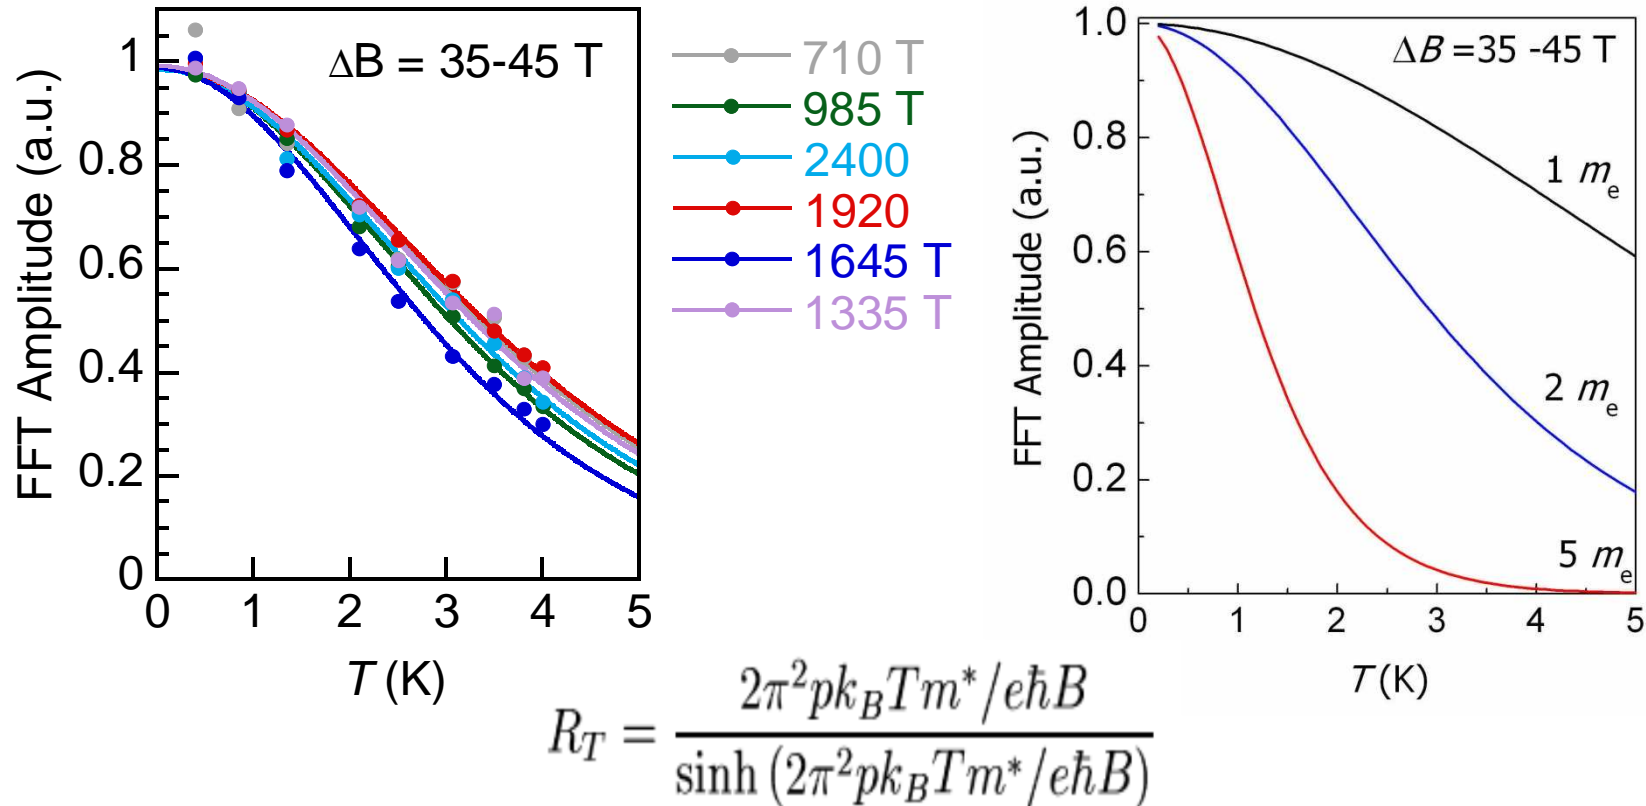 ΔB = 35-45 T
FFT Amplitude (a.u.)
1
0.8
0.6
0.4
0.2
0
0 1 2 3 4 5
T (K)
710 T
985 T
2400
1920
1645 T
1335 T
ΔB =35 -45 T
FFT Amplitude (a.u.)
1.0
0.8
0.6
0.4
0.2
0.0
0 1 2 3 4 5
T (K)
1 mₑ
2 mₑ
5 mₑ
R_T = 2π²pk_BTm*/eħB
sinh (2π²pk_BTm*/eħB)